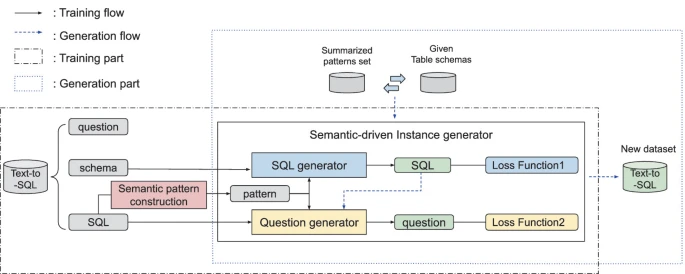 : Training flow
: Generation flow
: Training part
: Generation part
Summarized
patterns set
Given
Table schemas
question
Semantic-driven Instance generator
New dataset
Text-to
-SQL
schema
SQL generator
SQL
Loss Function1
Text-to
-SQL
Semantic pattern
construction
pattern
SQL
Question generator
question
Loss Function2